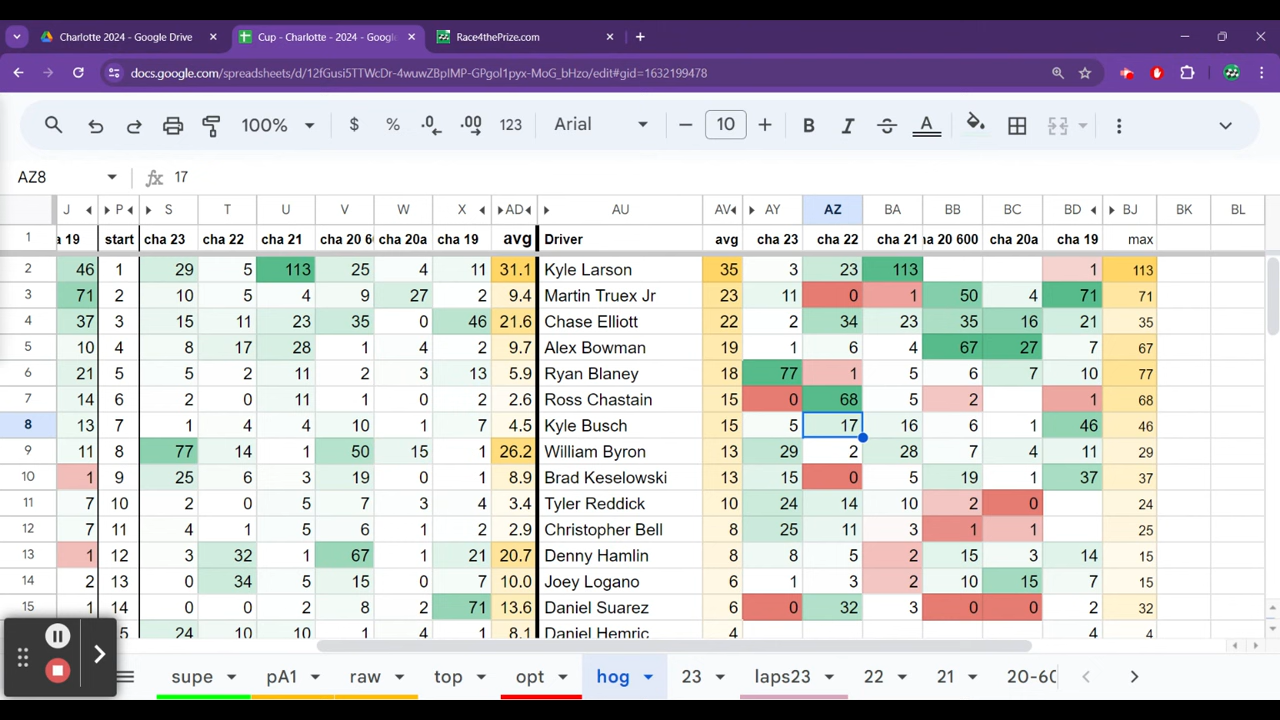 Charlotte 2024 - Google Drive Cup - Charlotte - 2024 - Goog Race4thePrize.com
docs.google.com/spreadsheets/d/12fGusi5TTWcDr-4wuwZBpIMP-GPgol1pyx-MoG_bHzo/edit#gid=1632199478
100% $ % .0 .00 123 Arial 10 B I A
AZ8 fx 17
J P S T U V W X AD AU AV AY AZ BA BB BC BD BJ BK BL
1 a 19 start cha 23 cha 22 cha 21 cha 20 6 cha 20a cha 19 avg Driver avg cha 23 cha 22 cha 21 ha 20 600 cha 20a cha 19 max
2 46 1 29 5 113 25 4 11 31.1 Kyle Larson 35 3 23 113 1 113
3 71 2 10 5 4 9 27 2 9.4 Martin Truex Jr 23 11 0 1 50 4 71 71
4 37 3 15 11 23 35 0 46 21.6 Chase Elliott 22 2 34 23 35 16 21 35
5 10 4 8 17 28 1 4 2 9.7 Alex Bowman 19 1 6 4 67 27 7 67
6 21 5 5 2 11 2 3 13 5.9 Ryan Blaney 18 77 1 5 6 7 10 77
7 14 6 2 0 11 1 0 2 2.6 Ross Chastain 15 0 68 5 2 1 68
8 13 7 1 4 4 10 1 7 4.5 Kyle Busch 15 5 17 16 6 1 46 46
9 11 8 77 14 1 50 15 1 26.2 William Byron 13 29 2 28 7 4 11 29
10 1 9 25 6 3 19 0 1 8.9 Brad Keselowski 13 15 0 5 19 1 37 37
11 7 10 2 0 5 7 3 4 3.4 Tyler Reddick 10 24 14 10 2 0 24
12 7 11 3 1 5 6 1 2 2.9 Christopher Bell 8 25 11 3 1 1 25
13 1 12 4 32 1 67 1 21 20.7 Denny Hamlin 8 8 5 2 15 3 14 15
14 2 13 0 34 5 15 0 7 10.0 Joey Logano 6 1 3 2 10 15 7 15
15 1 14 0 0 2 8 2 71 13.6 Daniel Suarez 6 0 32 3 0 0 2 32
5 24 10 10 1 4 1 8.1 Daniel Hemric 4 4 4
supe pA1 raw top opt hog 23 laps23 22 21 20-60